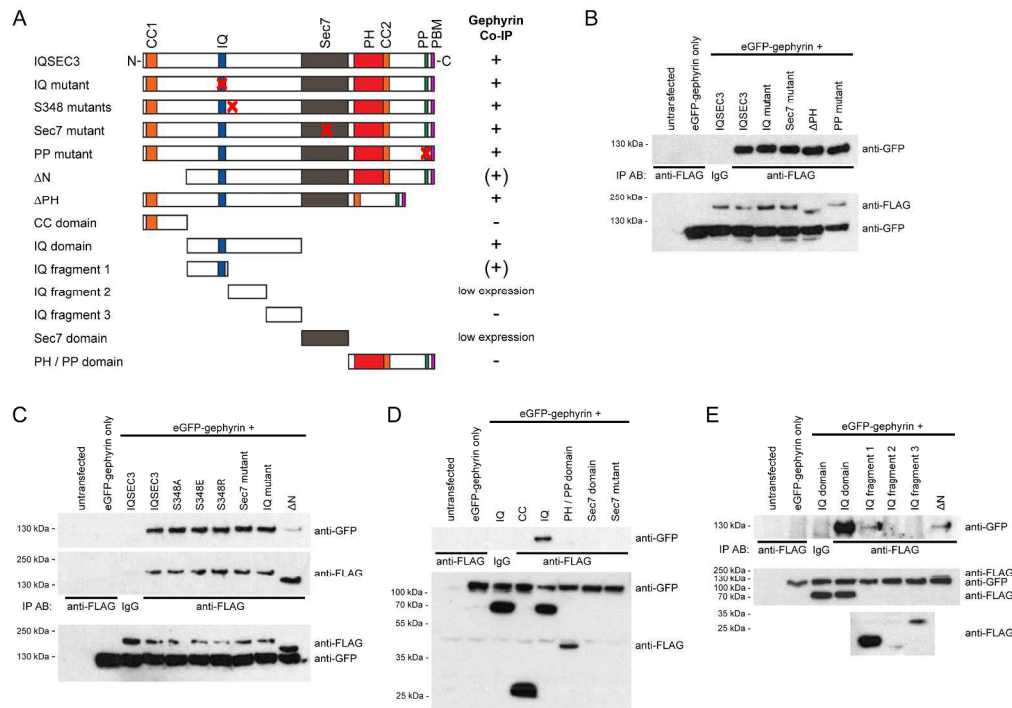 A
CC1
IQ
Sec7
PH
CC2
PP
PBM
Gephyrin
Co-IP
IQSEC3 N- -C +
IQ mutant +
S348 mutants +
Sec7 mutant +
PP mutant +
ΔN (+)
ΔPH +
CC domain -
IQ domain +
IQ fragment 1 (+)
IQ fragment 2 low expression
IQ fragment 3 -
Sec7 domain low expression
PH / PP domain -
B
eGFP-gephyrin +
untransfected
eGFP-gephyrin only
IQSEC3
IQSEC3
IQ mutant
Sec7 mutant
ΔPH
PP mutant
130 kDa - anti-GFP
IP AB: anti-FLAG IgG anti-FLAG
250 kDa - anti-FLAG
130 kDa - anti-GFP
C
eGFP-gephyrin +
untransfected
eGFP-gephyrin only
IQSEC3
IQSEC3
S348A
S348E
S348R
Sec7 mutant
IQ mutant
ΔN
130 kDa - anti-GFP
250 kDa - anti-FLAG
130 kDa -
IP AB: anti-FLAG IgG anti-FLAG
250 kDa - anti-FLAG
130 kDa - anti-GFP
D
eGFP-gephyrin +
untransfected
eGFP-gephyrin only
IQ
CC
IQ
PH / PP domain
Sec7 domain
Sec7 mutant
anti-GFP
anti-FLAG IgG anti-FLAG
100 kDa - anti-GFP
70 kDa -
55 kDa -
35 kDa - anti-FLAG
25 kDa -
E
eGFP-gephyrin +
untransfected
eGFP-gephyrin only
IQ domain
IQ domain
IQ fragment 1
IQ fragment 2
IQ fragment 3
ΔN
130 kDa - anti-GFP
IP AB: anti-FLAG IgG anti-FLAG
250 kDa - anti-FLAG
130 kDa - anti-GFP
100 kDa -
70 kDa - anti-FLAG
35 kDa -
25 kDa - anti-FLAG